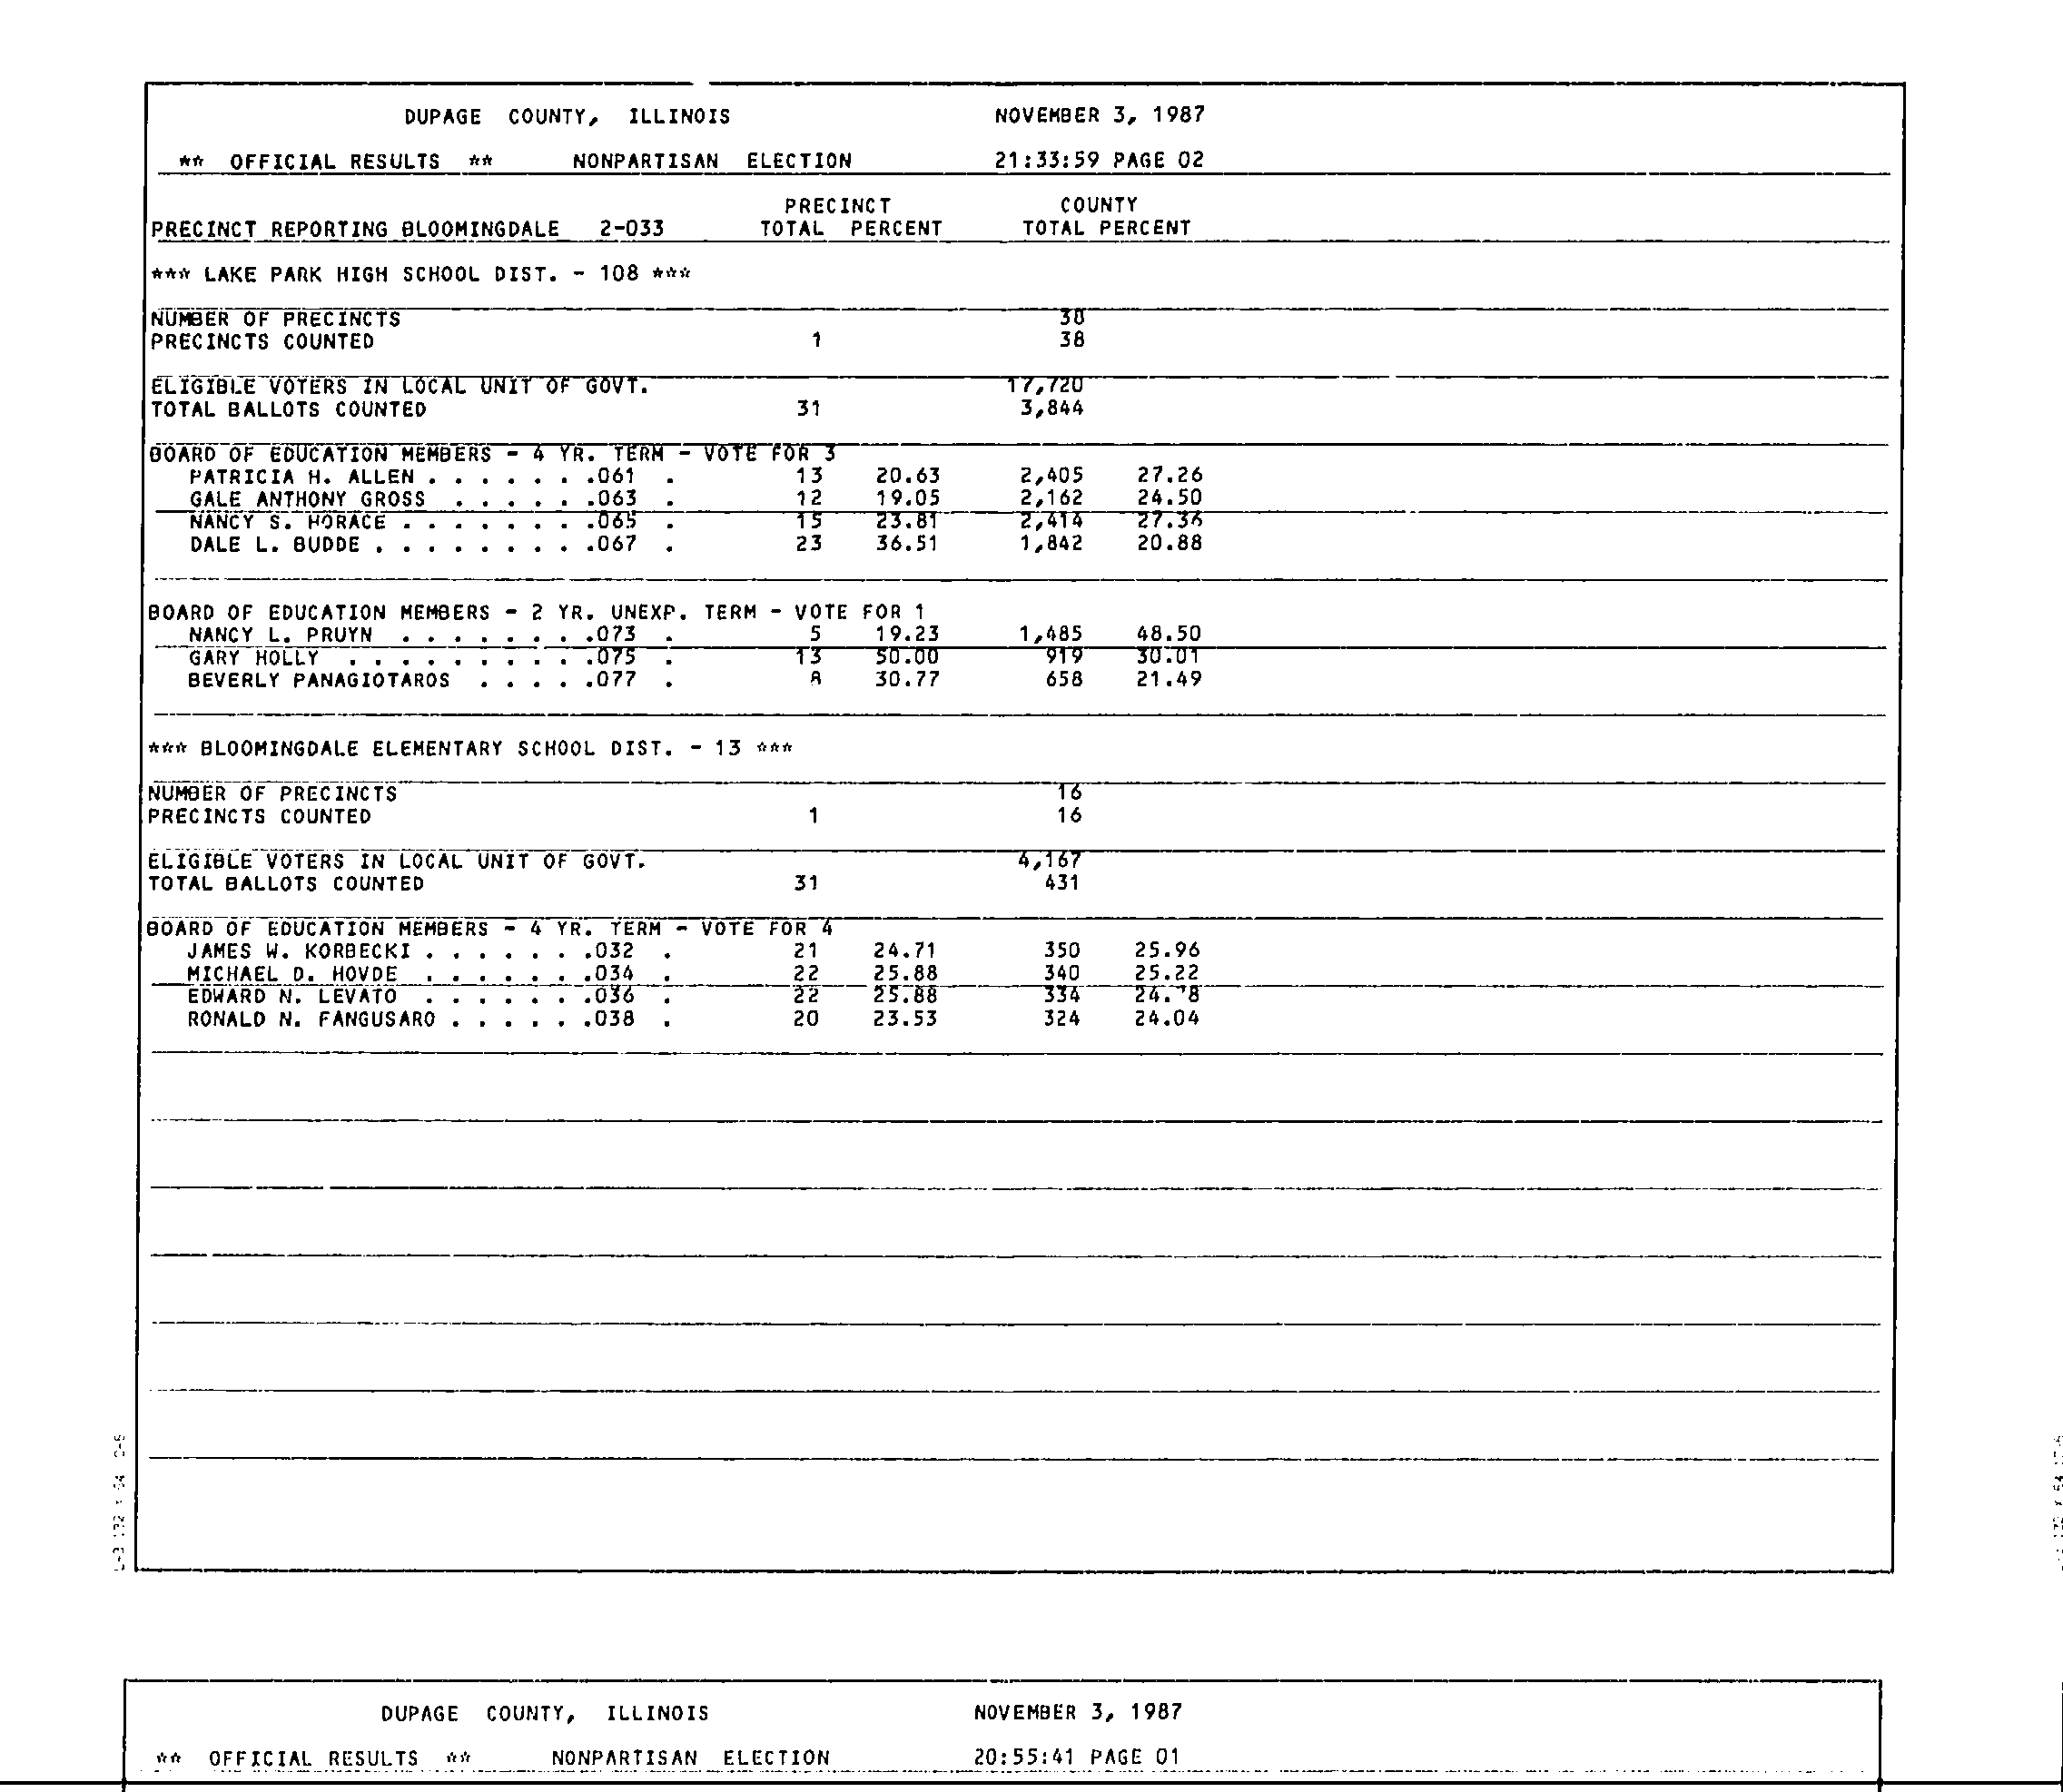 DUPAGE COUNTY, ILLINOIS NOVEMBER 3, 1987
** OFFICIAL RESULTS ** NONPARTISAN ELECTION 21:33:59 PAGE 02
PRECINCT COUNTY
PRECINCT REPORTING BLOOMINGDALE 2-033 TOTAL PERCENT TOTAL PERCENT
*** LAKE PARK HIGH SCHOOL DIST. - 108 ***
NUMBER OF PRECINCTS 38
PRECINCTS COUNTED 1 38
ELIGIBLE VOTERS IN LOCAL UNIT OF GOVT. 17,720
TOTAL BALLOTS COUNTED 31 3,844
BOARD OF EDUCATION MEMBERS - 4 YR. TERM - VOTE FOR 3
PATRICIA H. ALLEN . . . . . . .061 . 13 20.63 2,405 27.26
GALE ANTHONY GROSS . . . . . .063 . 12 19.05 2,162 24.50
NANCY S. HORACE . . . . . . . .065 . 15 23.81 2,414 27.36
DALE L. BUDDE . . . . . . . . .067 . 23 36.51 1,842 20.88
BOARD OF EDUCATION MEMBERS - 2 YR. UNEXP. TERM - VOTE FOR 1
NANCY L. PRUYN . . . . . . . .073 . 5 19.23 1,485 48.50
GARY HOLLY . . . . . . . . . .075 . 13 50.00 919 30.01
BEVERLY PANAGIOTAROS . . . . .077 . 8 30.77 658 21.49
*** BLOOMINGDALE ELEMENTARY SCHOOL DIST. - 13 ***
NUMBER OF PRECINCTS 16
PRECINCTS COUNTED 1 16
ELIGIBLE VOTERS IN LOCAL UNIT OF GOVT. 4,167
TOTAL BALLOTS COUNTED 31 431
BOARD OF EDUCATION MEMBERS - 4 YR. TERM - VOTE FOR 4
JAMES W. KORBECKI . . . . . . .032 . 21 24.71 350 25.96
MICHAEL D. HOVDE . . . . . . .034 . 22 25.88 340 25.22
EDWARD N. LEVATO . . . . . . .036 . 22 25.88 334
RONALD N. FANGUSARO . . . . . .038 . 20 23.53 324 24.04
DUPAGE COUNTY, ILLINOIS NOVEMBER 3, 1987
** OFFICIAL RESULTS ** NONPARTISAN ELECTION 20:55:41 PAGE 01